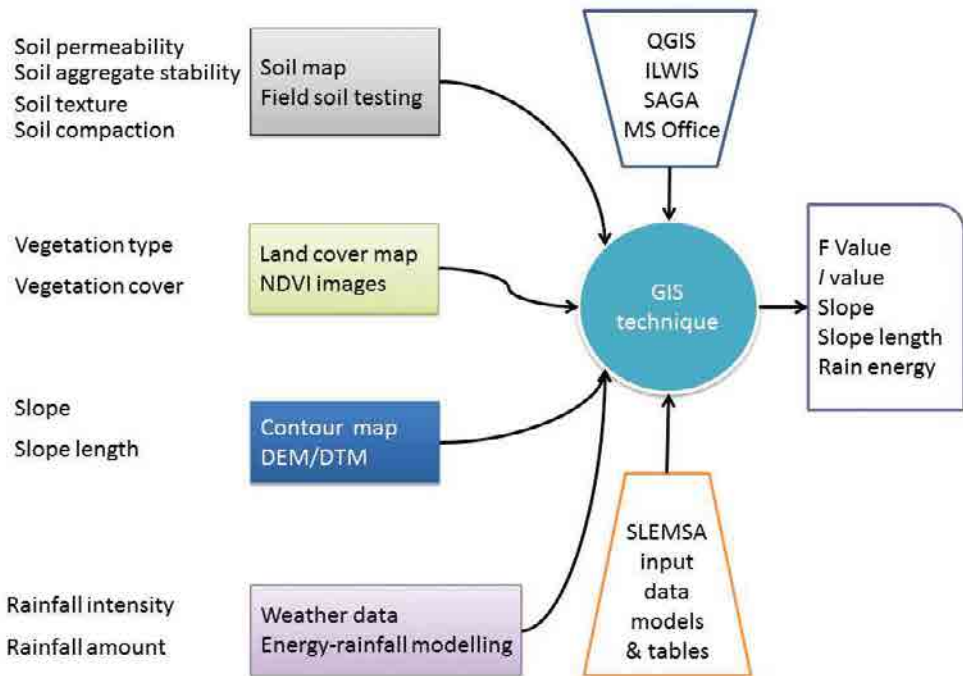 Soil permeability
Soil aggregate stability
Soil texture
Soil compaction
Soil map
Field soil testing
QGIS
ILWIS
SAGA
MS Office
Vegetation type
Vegetation cover
Land cover map
NDVI images
GIS
technique
F Value
I value
Slope
Slope length
Rain energy
Slope
Slope length
Contour map
DEM/DTM
SLEMSA
input
data
models
& tables
Rainfall intensity
Rainfall amount
Weather data
Energy-rainfall modelling